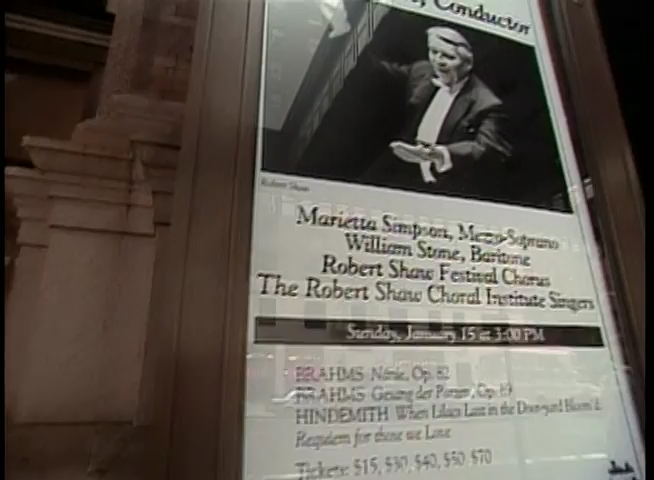 , Conductor
Robert Shaw
Marietta Simpson, Mezzo-Soprano
William Stone, Baritone
Robert Shaw Festival Chorus
The Robert Shaw Choral Institute Singers
Sunday, January 15 at 3:00 PM
BRAHMS Nänie, Op. 82
BRAHMS Gesang der Parzen, Op. 89
HINDEMITH When Lilacs Last in the Door-yard Bloom'd:
Requiem for those we Love
Tickets: $15, $30, $40, $50, $70